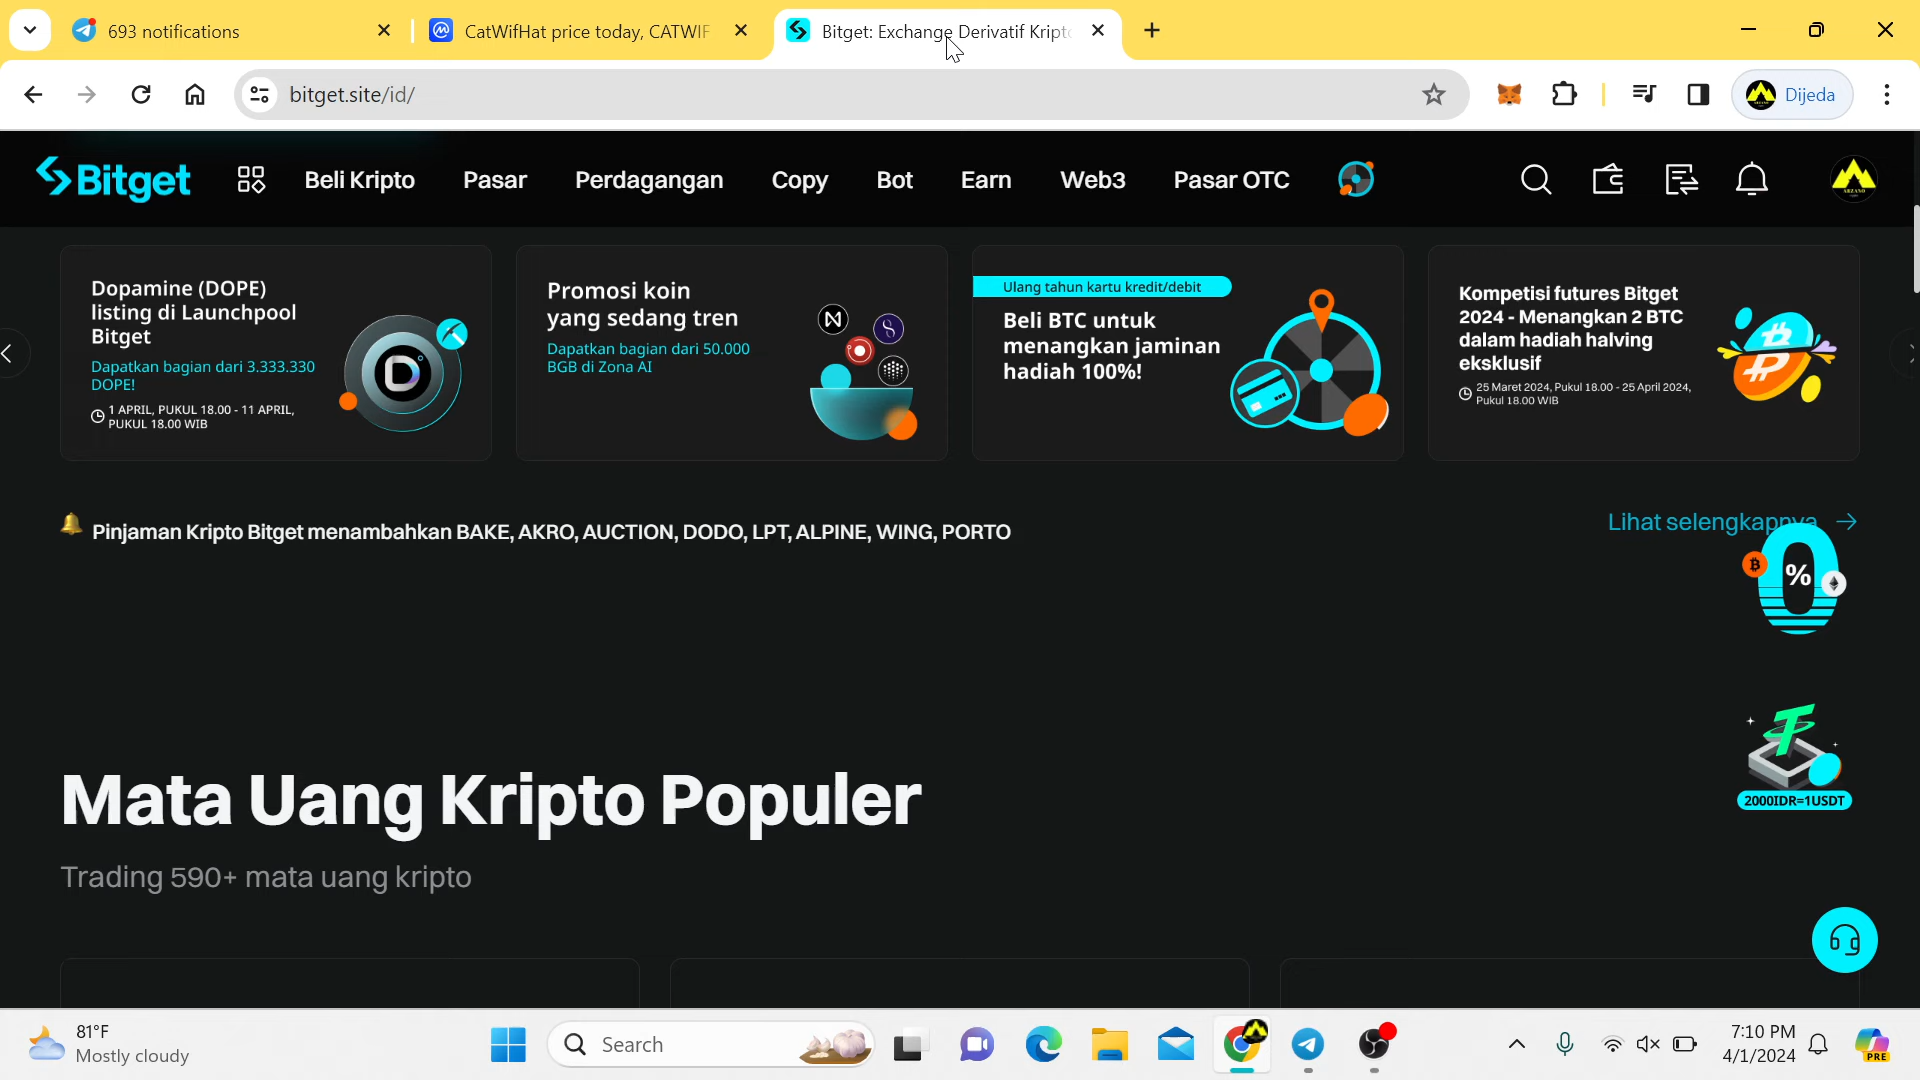 693 notifications
CatWifHat price today, CATWIF
Bitget: Exchange Derivatif Kripto
bitget.site/id/
Dijeda
Bitget
Beli Kripto
Pasar
Perdagangan
Copy
Bot
Earn
Web3
Pasar OTC
Dopamine (DOPE)
listing di Launchpool
Bitget
Dapatkan bagian dari 3.333.330
DOPE!
1 APRIL, PUKUL 18.00 - 11 APRIL,
PUKUL 18.00 WIB
Promosi koin
yang sedang tren
Dapatkan bagian dari 50.000
BGB di Zona AI
Ulang tahun kartu kredit/debit
Beli BTC untuk
menangkan jaminan
hadiah 100%!
Kompetisi futures Bitget
2024 - Menangkan 2 BTC
dalam hadiah halving
eksklusif
25 Maret 2024, Pukul 18.00 - 25 April 2024,
Pukul 18.00 WIB
Pinjaman Kripto Bitget menambahkan BAKE, AKRO, AUCTION, DODO, LPT, ALPINE, WING, PORTO
Lihat selengkapnya
0%
2000IDR=1USDT
Mata Uang Kripto Populer
Trading 590+ mata uang kripto
81°F
Mostly cloudy
Search
7:10 PM
4/1/2024
PRE